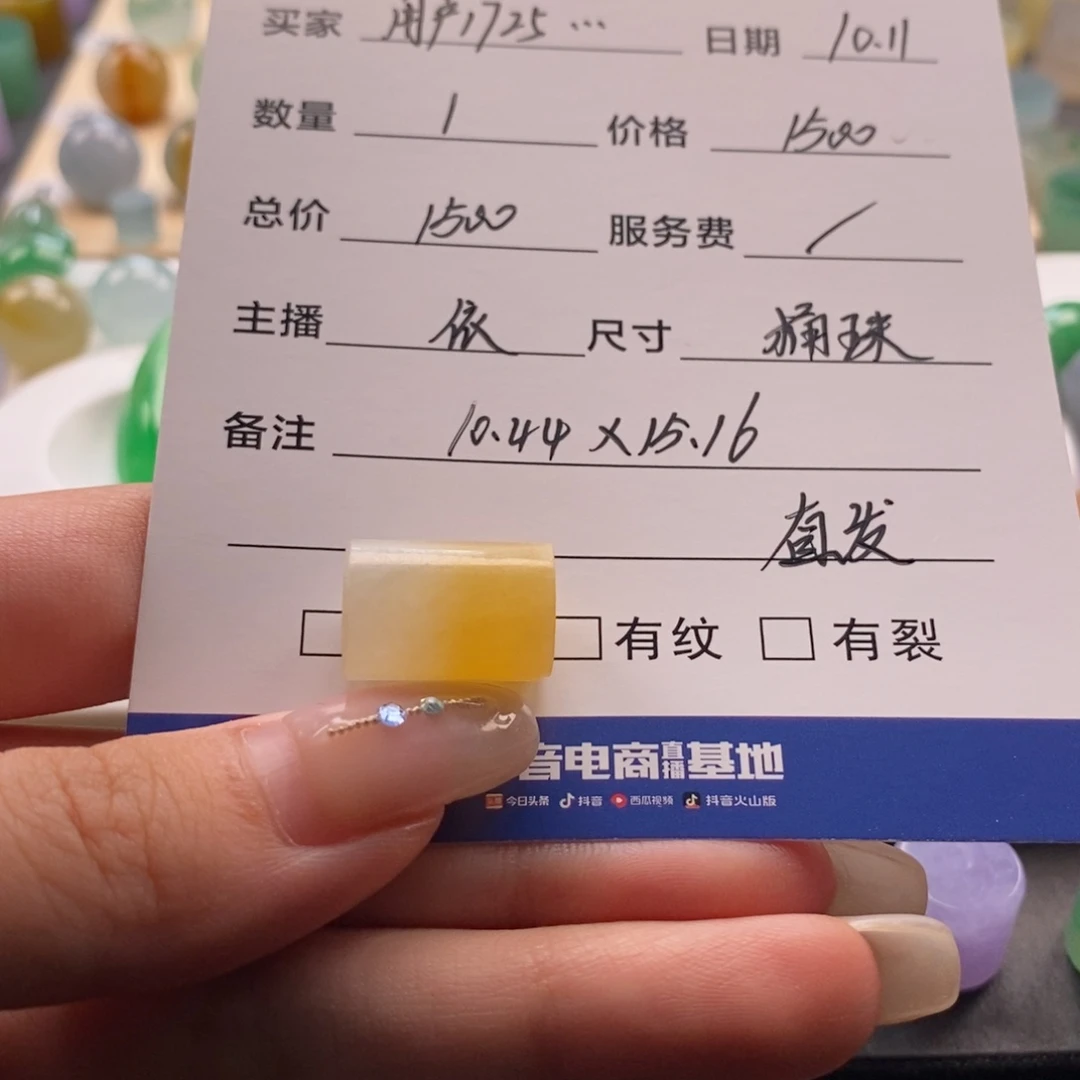 买家 用户1725... 日期 10.11
数量 1 价格 1500
总价 1500 服务费 /
主播 依 尺寸 桶珠
备注 10.44×15.16
直发
有纹 有裂
音电商直播基地
今日头条 抖音 西瓜视频 抖音火山版